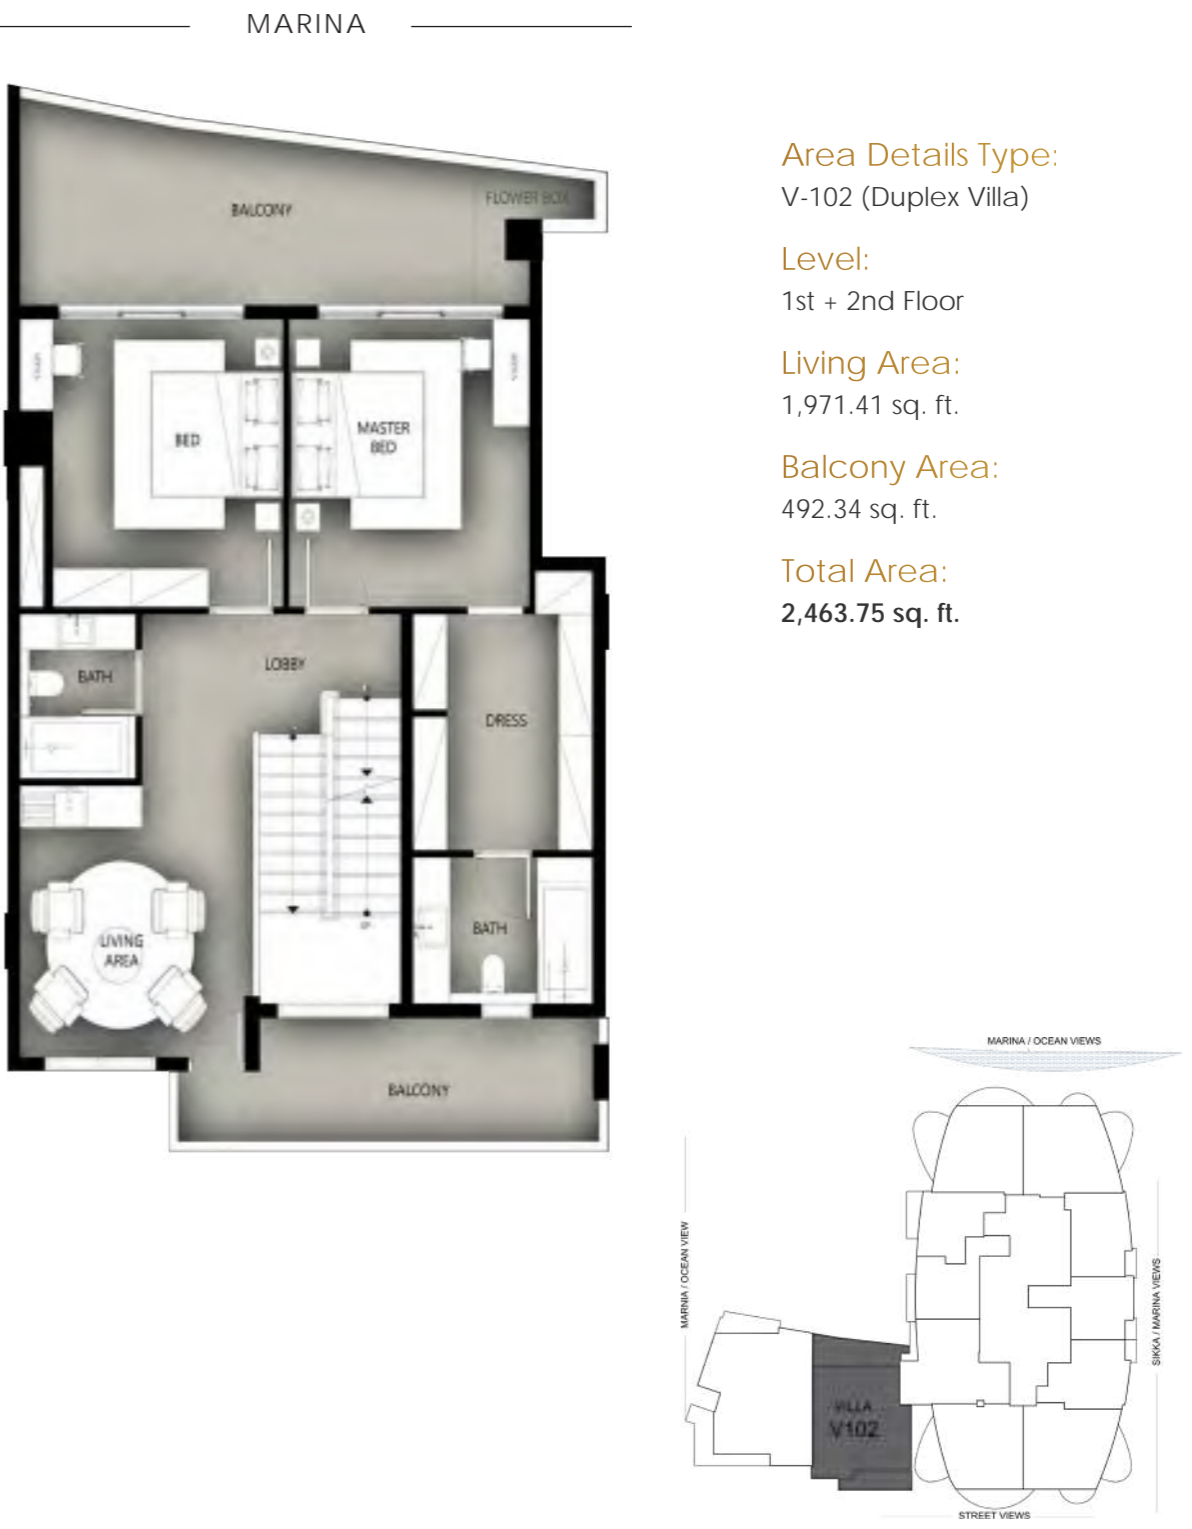 MARINA
BALCONY
FLOWER BOX
BED
MASTER
BED
BATH
LOBBY
DRESS
LIVING
AREA
BATH
BALCONY
Area Details Type:
V-102 (Duplex Villa)
Level:
1st + 2nd Floor
Living Area:
1,971.41 sq. ft.
Balcony Area:
492.34 sq. ft.
Total Area:
2,463.75 sq. ft.
MARINA / OCEAN VIEWS
MARNIA / OCEAN VIEW
SIKKA / MARINA VIEWS
VILLA
V102
STREET VIEWS